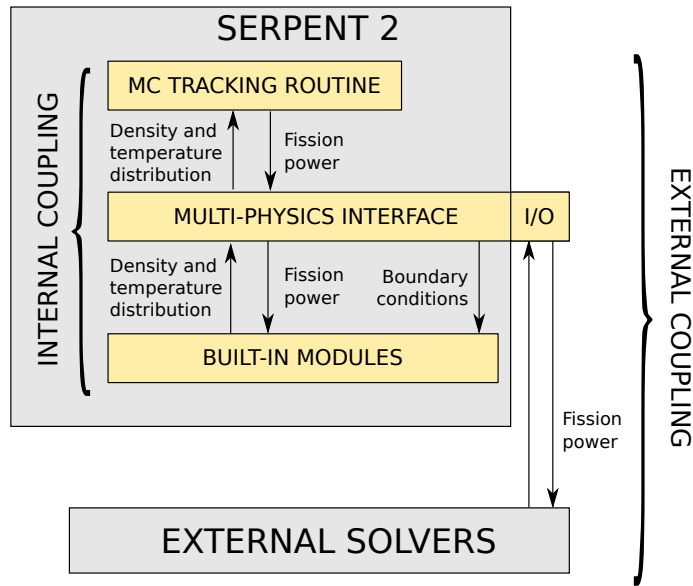 SERPENT 2
INTERNAL COUPLING
MC TRACKING ROUTINE
Density and
temperature
distribution
Fission
power
MULTI-PHYSICS INTERFACE
I/O
Density and
temperature
distribution
Fission
power
Boundary
conditions
BUILT-IN MODULES
EXTERNAL COUPLING
Fission
power
EXTERNAL SOLVERS